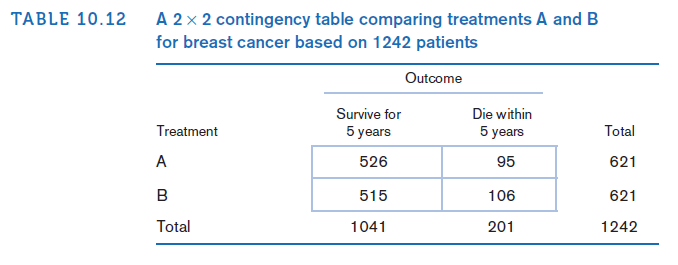 TABLE 10.12 A 2 × 2 contingency table comparing treatments A and B
for breast cancer based on 1242 patients
Outcome
Survive for Die within
Treatment 5 years 5 years Total
A 526 95 621
B 515 106 621
Total 1041 201 1242